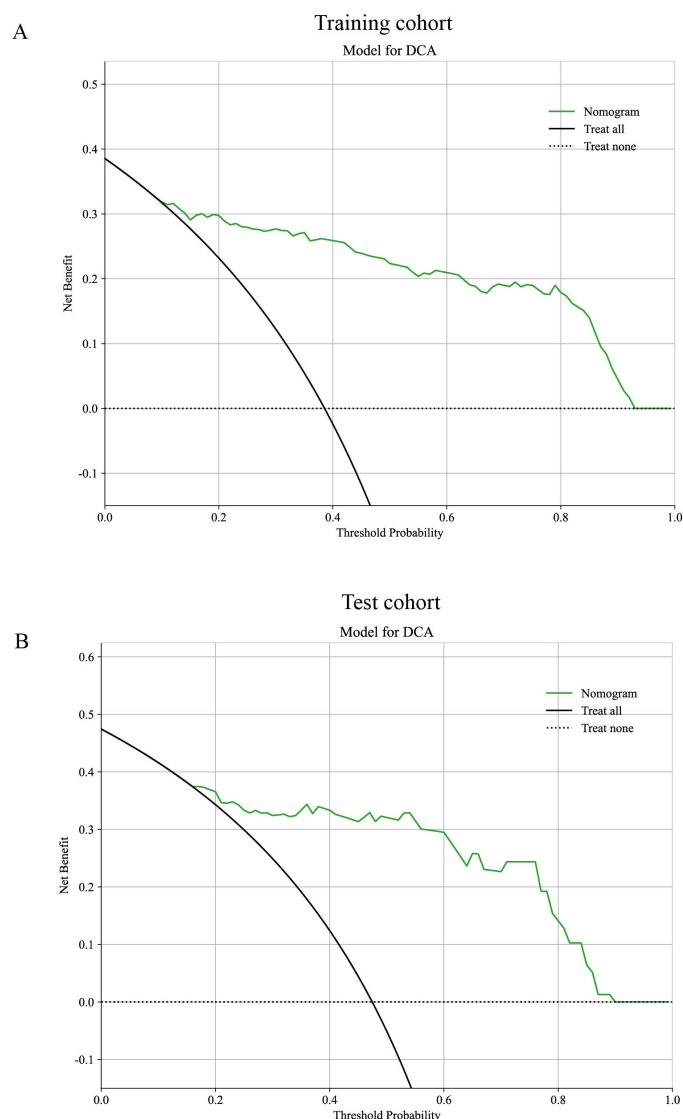 A
Training cohort
Model for DCA
0.5
0.4
0.3
0.2
0.1
0.0
-0.1
Net Benefit
Nomogram
Treat all
Treat none
0.0 0.2 0.4 0.6 0.8 1.0
Threshold Probability
B
Test cohort
Model for DCA
0.6
0.5
0.4
0.3
0.2
0.1
0.0
-0.1
Net Benefit
Nomogram
Treat all
Treat none
0.0 0.2 0.4 0.6 0.8 1.0
Threshold Probability